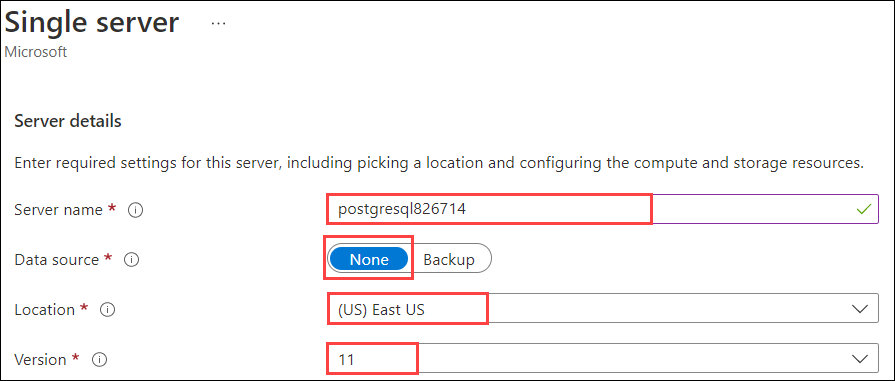 Single server ...
Microsoft
Server details
Enter required settings for this server, including picking a location and configuring the compute and storage resources.
Server name * postgresql826714
Data source * None Backup
Location * (US) East US
Version * 11